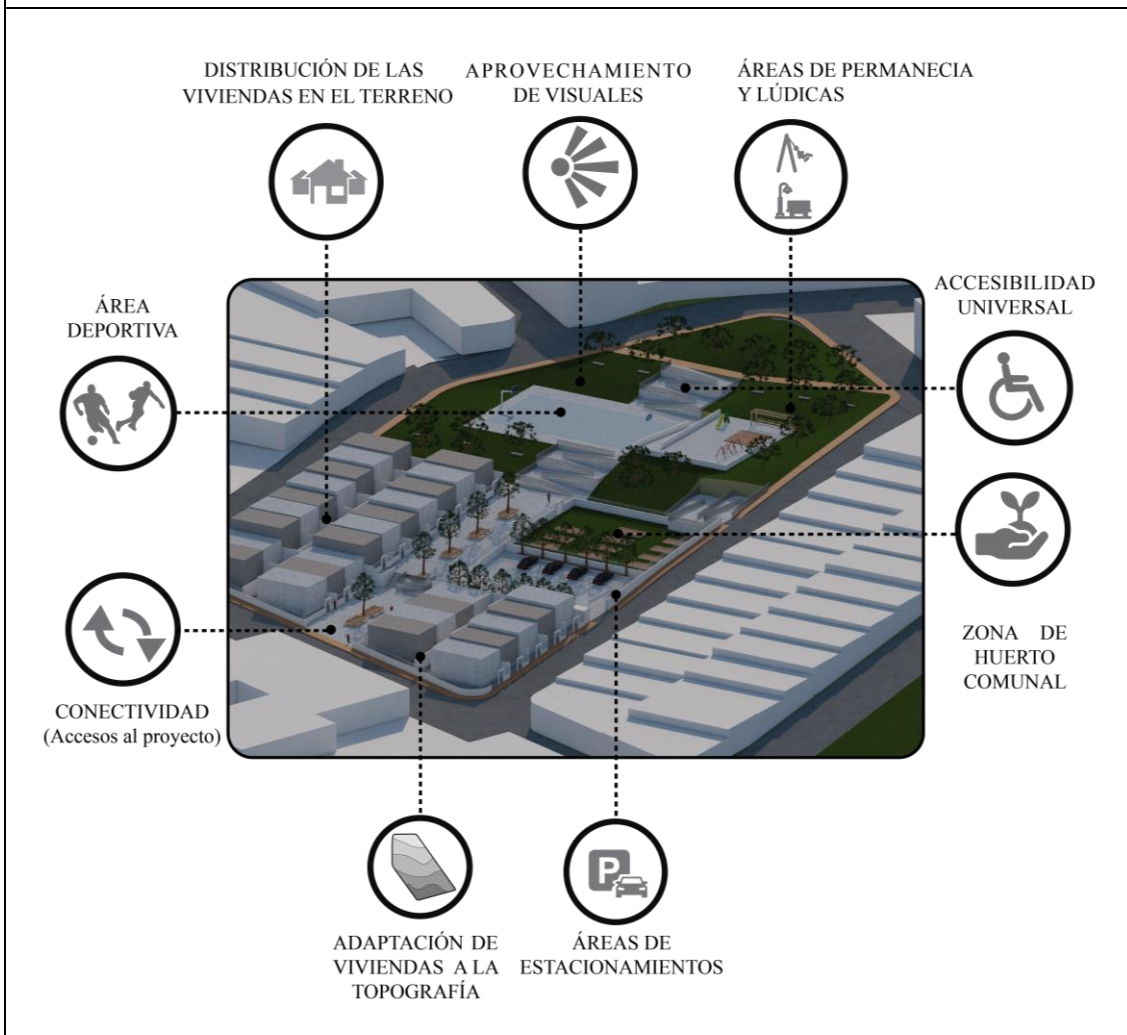 DISTRIBUCIÓN DE LAS
VIVIENDAS EN EL TERRENO
APROVECHAMIENTO
DE VISUALES
ÁREAS DE PERMANECIA
Y LÚDICAS
ÁREA
DEPORTIVA
ACCESIBILIDAD
UNIVERSAL
CONECTIVIDAD
(Accesos al proyecto)
ZONA DE
HUERTO
COMUNAL
ADAPTACIÓN DE
VIVIENDAS A LA
TOPOGRAFÍA
P
ÁREAS DE
ESTACIONAMIENTOS